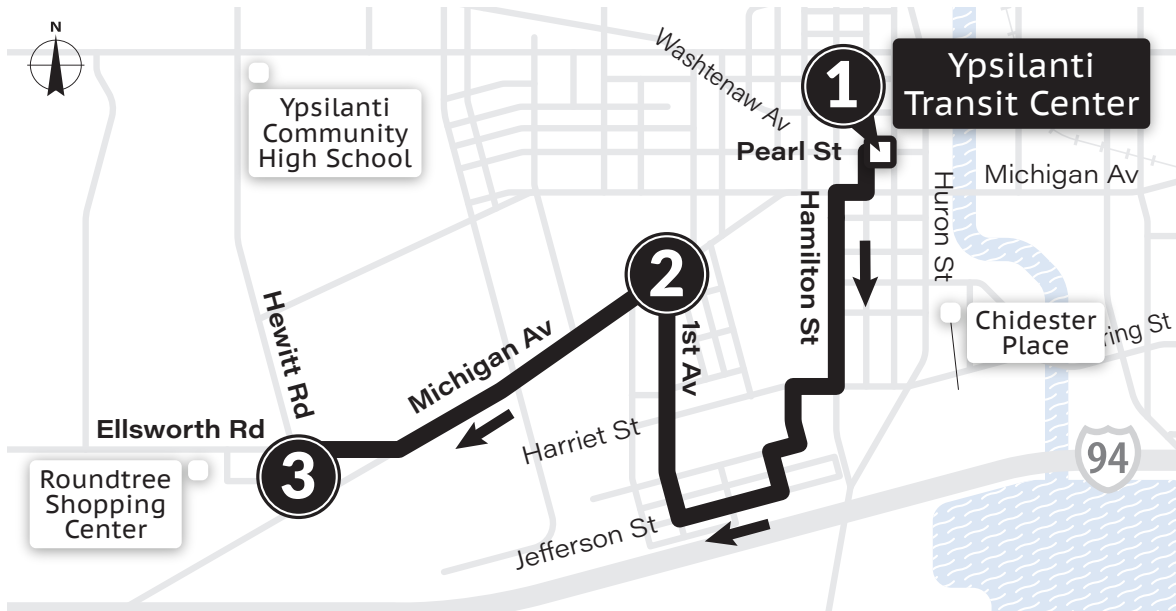 N
Washtenaw Av
1
Ypsilanti
Transit Center
Ypsilanti
Community
High School
Pearl St
Michigan Av
Huron St
Hamilton St
2
1st Av
Chidester
Place
ring St
Hewitt Rd
Michigan Av
Ellsworth Rd
Harriet St
3
Roundtree
Shopping
Center
94
Jefferson St